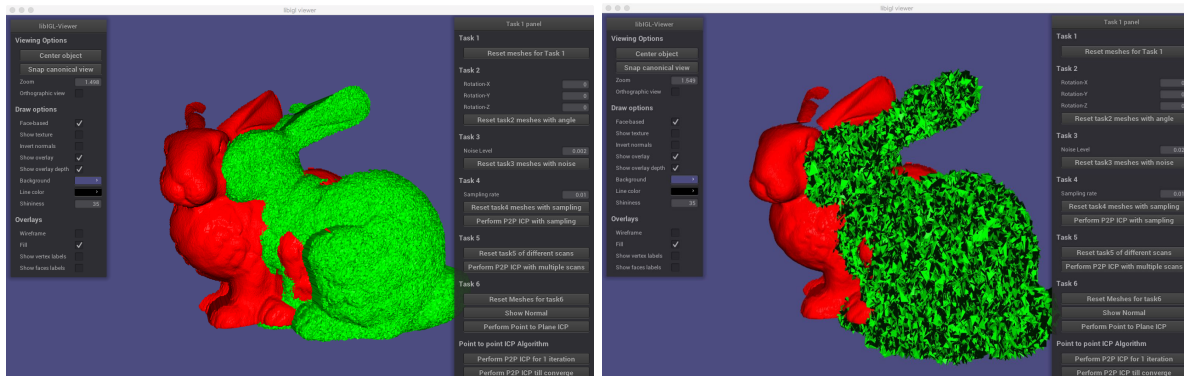 libigl viewer
libIGL-Viewer
Viewing Options
Center object
Snap canonical view
Zoom 1.498
Orthographic view
Draw options
Face-based
Show texture
Invert normals
Show overlay
Show overlay depth
Background
Line color
Shininess 35
Overlays
Wireframe
Fill
Show vertex labels
Show faces labels
Task 1 panel
Task 1
Reset meshes for Task 1
Task 2
Rotation-X 0
Rotation-Y 0
Rotation-Z 0
Reset task2 meshes with angle
Task 3
Noise Level 0.002
Reset task3 meshes with noise
Task 4
Sampling rate 0.01
Reset task4 meshes with sampling
Perform P2P ICP with sampling
Task 5
Reset task5 of different scans
Perform P2P ICP with multiple scans
Task 6
Reset Meshes for task6
Show Normal
Perform Point to Plane ICP
Point to point ICP Algorithm
Perform P2P ICP for 1 iteration
Perform P2P ICP till converge
libigl viewer
libIGL-Viewer
Viewing Options
Center object
Snap canonical view
Zoom 1.549
Orthographic view
Draw options
Face-based
Show texture
Invert normals
Show overlay
Show overlay depth
Background
Line color
Shininess 35
Overlays
Wireframe
Fill
Show vertex labels
Show faces labels
Task 1 panel
Task 1
Reset meshes for Task 1
Task 2
Rotation-X 0
Rotation-Y 0
Rotation-Z 0
Reset task2 meshes with angle
Task 3
Noise Level 0.02
Reset task3 meshes with noise
Task 4
Sampling rate 0.01
Reset task4 meshes with sampling
Perform P2P ICP with sampling
Task 5
Reset task5 of different scans
Perform P2P ICP with multiple scans
Task 6
Reset Meshes for task6
Show Normal
Perform Point to Plane ICP
Point to point ICP Algorithm
Perform P2P ICP for 1 iteration
Perform P2P ICP till converge